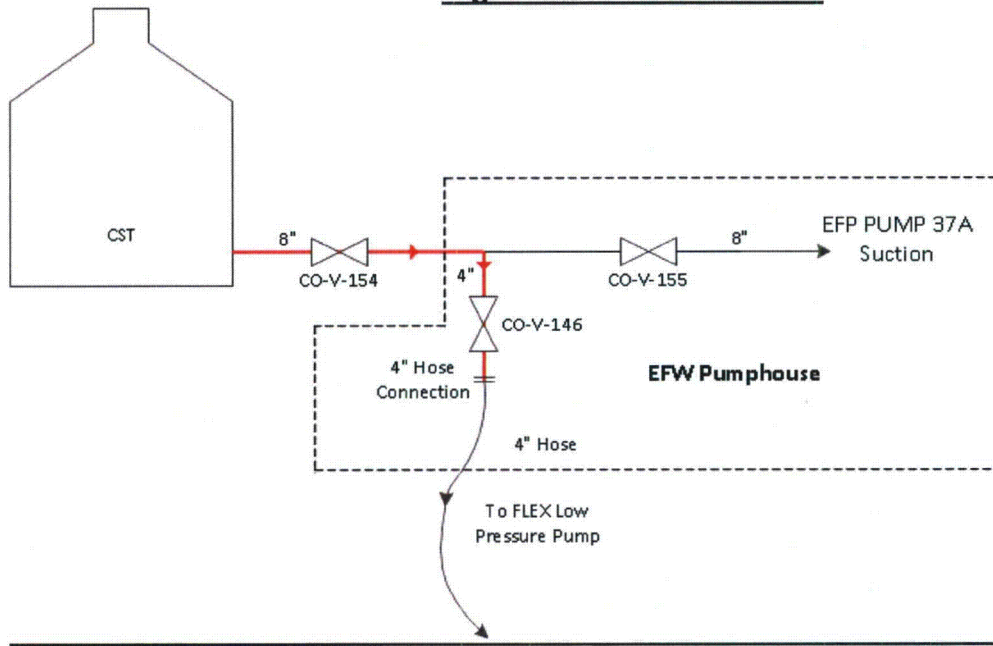 CST
8"
CO-V-154
4"
CO-V-146
CO-V-155
8"
EFP PUMP 37A
Suction
4" Hose
Connection
EFW Pumphouse
4" Hose
To FLEX Low
Pressure Pump